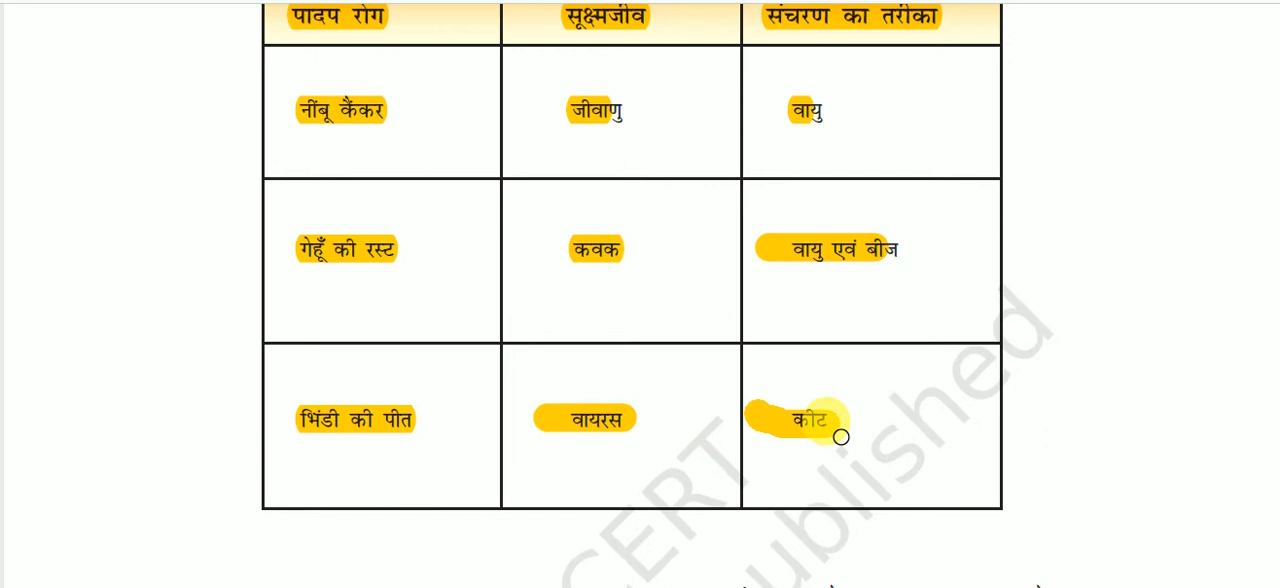 पादप रोग सूक्ष्मजीव संचरण का तरीका
नींबू कैंकर जीवाणु वायु
गेहूँ की रस्ट कवक वायु एवं बीज
भिंडी की पीत वायरस कीट